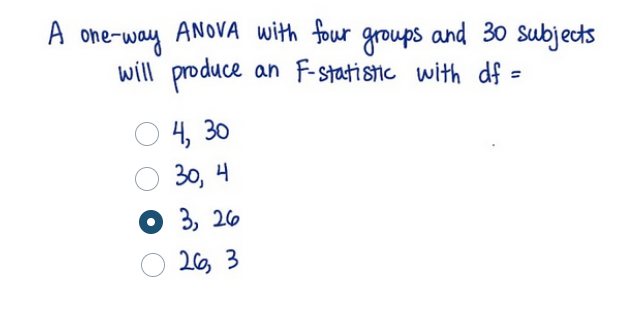 A one-way ANOVA with four groups and 30 subjects
will produce an F-statistic with df =
4, 30
30, 4
3, 26
26, 3